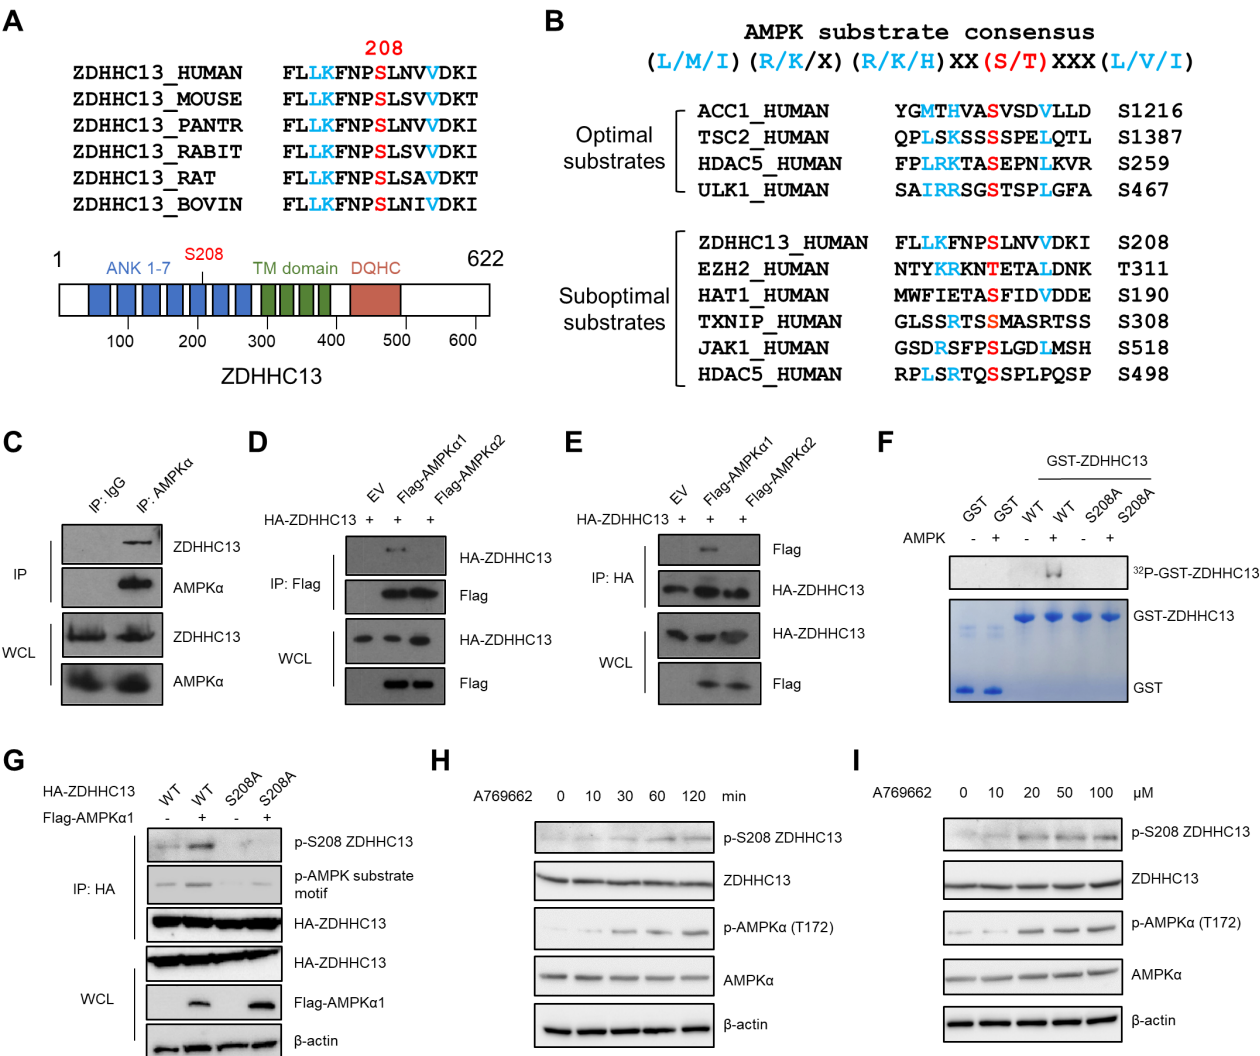 A
208
ZDHHC13_HUMAN FLLKFNPSLNVVDKI
ZDHHC13_MOUSE FLLKFNPSLSVVDKT
ZDHHC13_PANTR FLLKFNPSLNVVDKI
ZDHHC13_RABIT FLLKFNPSLSVVDKI
ZDHHC13_RAT FLLKFNPSLSAVDKT
ZDHHC13_BOVIN FLLKFNPSLNIVDKI
1 ANK 1-7 S208 TM domain DQHC 622
100 200 300 400 500 600
ZDHHC13
B
AMPK substrate consensus
(L/M/I)(R/K/X)(R/K/H)XX(S/T)XXX(L/V/I)
Optimal substrates
ACC1_HUMAN YGMTHVASVSDVLLD S1216
TSC2_HUMAN QPLSKSSSSPELQTL S1387
HDAC5_HUMAN FPLRKTASEPNLKVR S259
ULK1_HUMAN SAIRRSGSTSPLGFA S467
Suboptimal substrates
ZDHHC13_HUMAN FLLKFNPSLNVVDKI S208
EZH2_HUMAN NTYKRKNTETALDNK T311
HAT1_HUMAN MWFIETASFIDVDDE S190
TXNIP_HUMAN GLSSRTSSMASRTSS S308
JAK1_HUMAN GSDRSFPSLGDLMSH S518
HDAC5_HUMAN RPLSRTQSSPLPQSP S498
C
IP: IgG IP: AMPKα
IP
ZDHHC13
AMPKα
WCL
ZDHHC13
AMPKα
D
EV Flag-AMPKα1 Flag-AMPKα2
HA-ZDHHC13 + + +
IP: Flag
HA-ZDHHC13
Flag
WCL
HA-ZDHHC13
Flag
E
EV Flag-AMPKα1 Flag-AMPKα2
HA-ZDHHC13 + + +
IP: HA
Flag
HA-ZDHHC13
WCL
HA-ZDHHC13
Flag
F
GST-ZDHHC13
GST GST WT WT S208A S208A
AMPK - + - + - +
32P-GST-ZDHHC13
GST-ZDHHC13
GST
G
HA-ZDHHC13 WT WT S208A S208A
Flag-AMPKα1 - + - +
IP: HA
p-S208 ZDHHC13
p-AMPK substrate
motif
HA-ZDHHC13
WCL
HA-ZDHHC13
Flag-AMPKα1
β-actin
H
A769662 0 10 30 60 120 min
p-S208 ZDHHC13
ZDHHC13
p-AMPKα (T172)
AMPKα
β-actin
I
A769662 0 10 20 50 100 μM
p-S208 ZDHHC13
ZDHHC13
p-AMPKα (T172)
AMPKα
β-actin